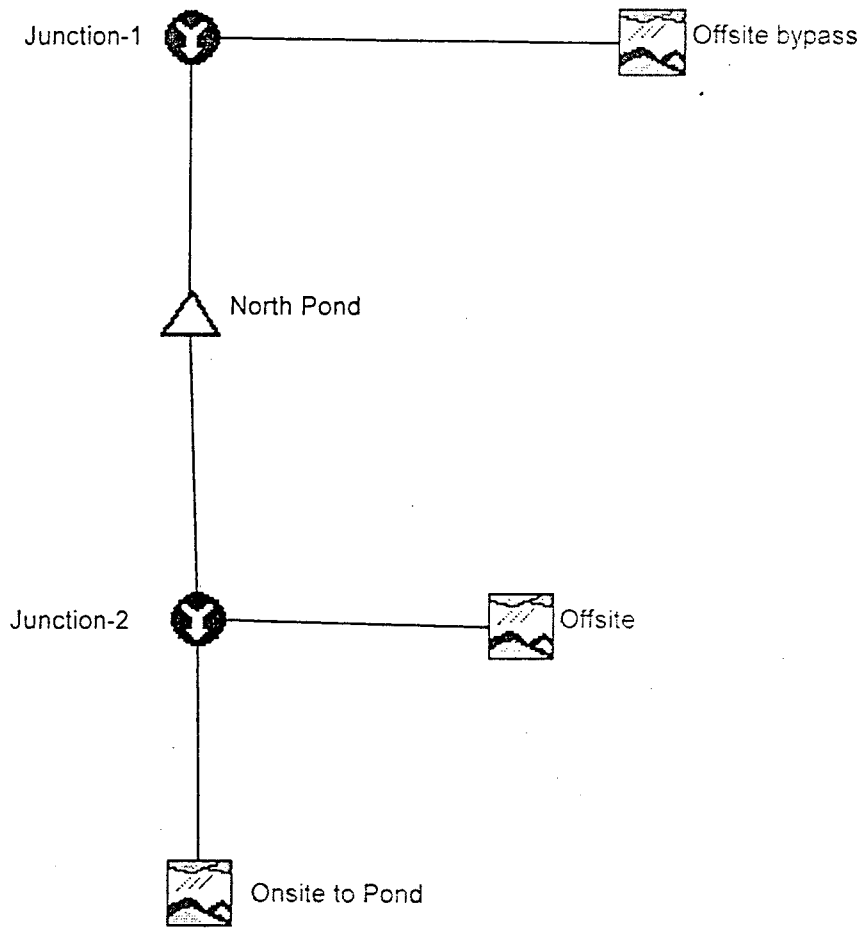 Junction-1
Offsite bypass
North Pond
Junction-2
Offsite
Onsite to Pond